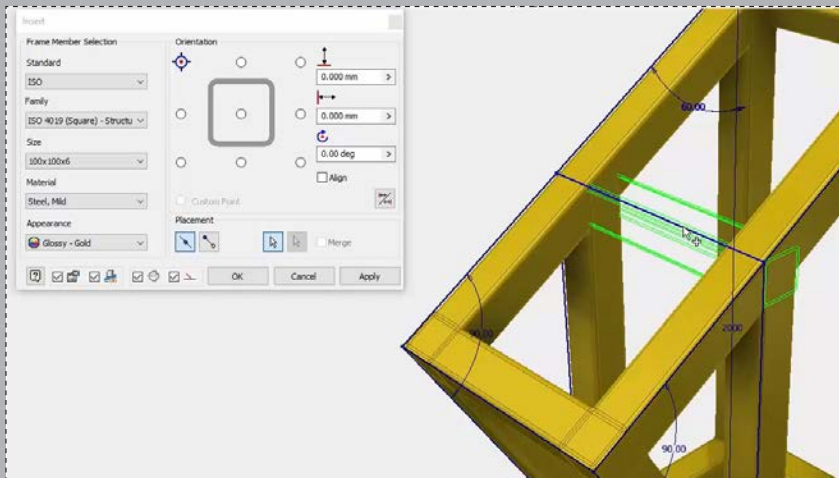 Insert
Frame Member Selection
Standard
ISO
Family
ISO 4019 (Square) - Structu
Size
100x100x6
Material
Steel, Mild
Appearance
Glossy - Gold
Orientation
0.000 mm
0.000 mm
0.00 deg
Align
Custom Point
Placement
Merge
OK
Cancel
Apply
60.00
2000
90.00
90.00